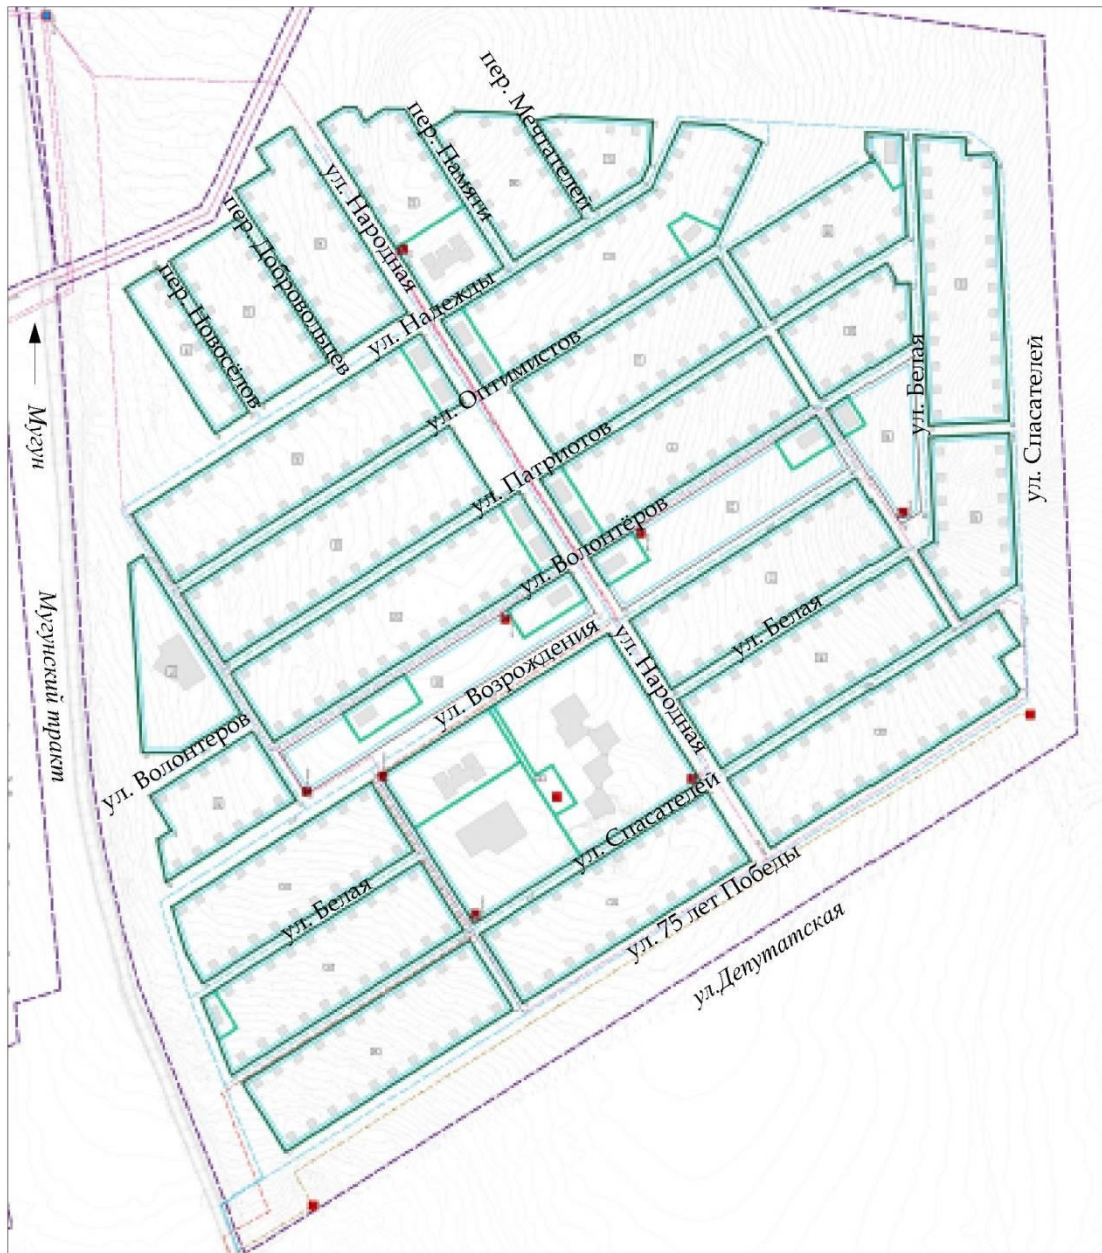 пер. Мечтателей
пер. Памяти
ул. Народная
пер. Добровольцев
пер. Новосёлов
ул. Надежды
ул. Оптимистов
ул. Патриотов
ул. Белая
ул. Спасателей
Мугун
ул. Волонтёров
Мугунский тракт
ул. Белая
ул. Возрождения
ул. Народная
ул. Волонтеров
ул. Спасателей
ул. Белая
ул. 75 лет Победы
ул.Депутатская